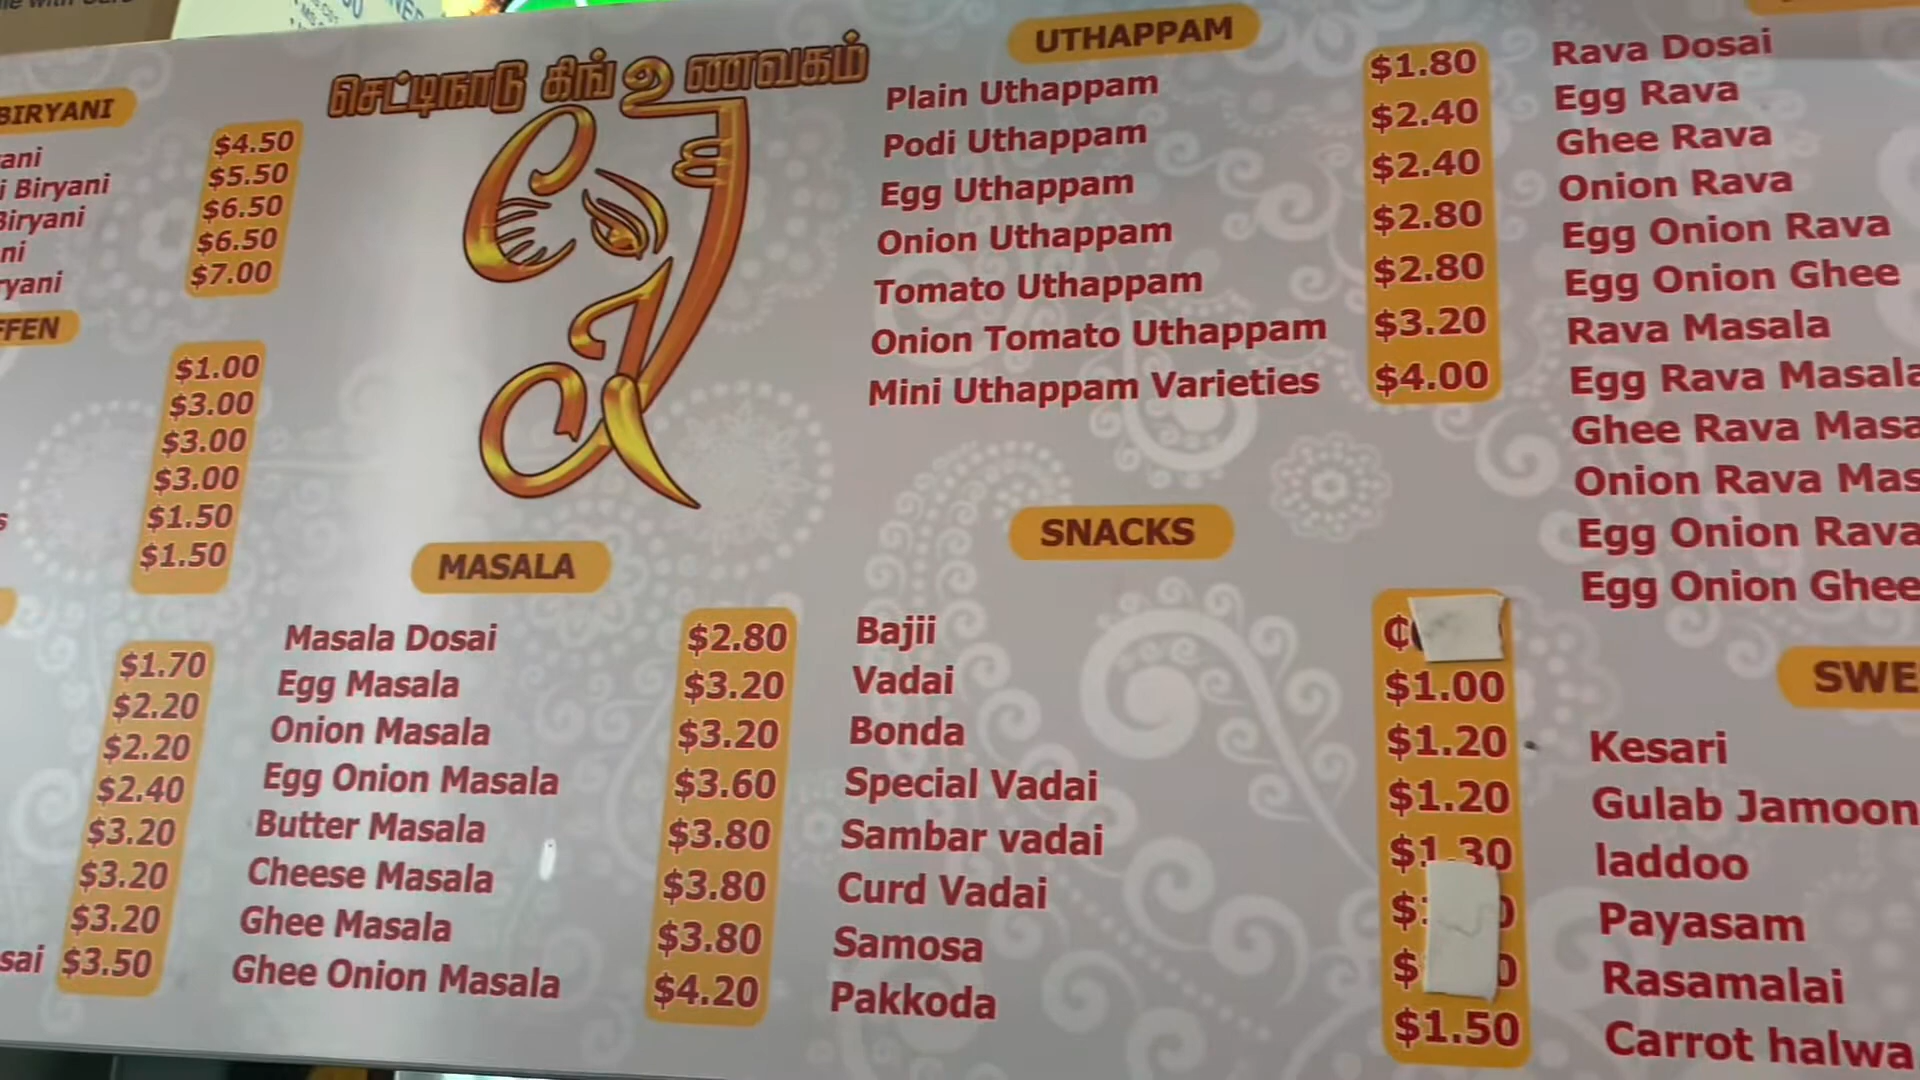 BIRYANI
$4.50
Biryani $5.50
Biryani $6.50
$6.50
$7.00
$1.00
$3.00
$3.00
$3.00
$1.50
$1.50
$1.70
$2.20
$2.20
$2.40
$3.20
$3.20
$3.20
$3.50
செட்டிநாடு கிங் உணவகம்
MASALA
Masala Dosai $2.80
Egg Masala $3.20
Onion Masala $3.20
Egg Onion Masala $3.60
Butter Masala $3.80
Cheese Masala $3.80
Ghee Masala $3.80
Ghee Onion Masala $4.20
UTHAPPAM
Plain Uthappam $1.80
Podi Uthappam $2.40
Egg Uthappam $2.40
Onion Uthappam $2.80
Tomato Uthappam $2.80
Onion Tomato Uthappam $3.20
Mini Uthappam Varieties $4.00
SNACKS
Bajii
Vadai $1.00
Bonda $1.20
Special Vadai $1.20
Sambar vadai $1.30
Curd Vadai
Samosa
Pakkoda $1.50
Rava Dosai
Egg Rava
Ghee Rava
Onion Rava
Egg Onion Rava
Egg Onion Ghee
Rava Masala
Egg Rava Masala
Ghee Rava
Onion Rava
Egg Onion Rava
Egg Onion Ghee
Kesari
Gulab Jamoon
laddoo
Payasam
Rasamalai
Carrot halwa